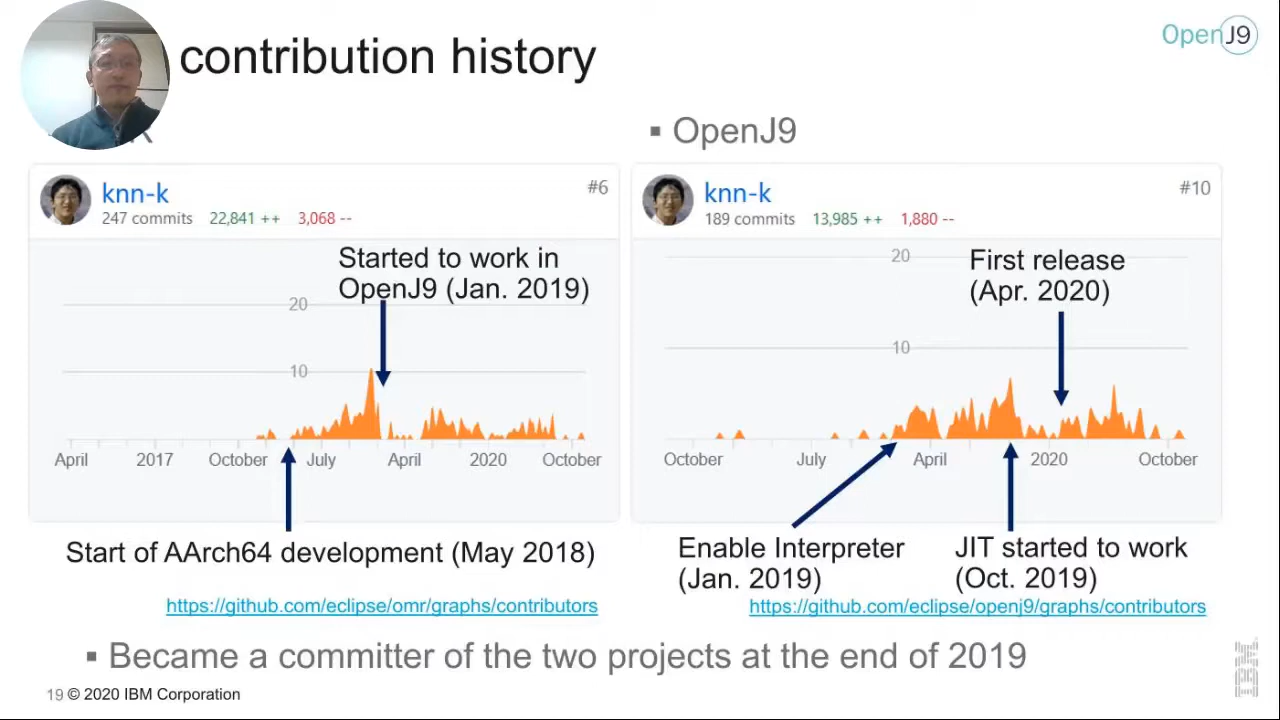 contribution history
OpenJ9
▪ OpenJ9
knn-k
#6
247 commits 22,841 ++ 3,068 --
Started to work in
OpenJ9 (Jan. 2019)
20
10
April 2017 October July April 2020 October
Start of AArch64 development (May 2018)
https://github.com/eclipse/omr/graphs/contributors
knn-k
#10
189 commits 13,985 ++ 1,880 --
20
First release
(Apr. 2020)
10
October July April 2020 October
Enable Interpreter
(Jan. 2019)
JIT started to work
(Oct. 2019)
https://github.com/eclipse/openj9/graphs/contributors
▪ Became a committer of the two projects at the end of 2019
19 © 2020 IBM Corporation
IBM